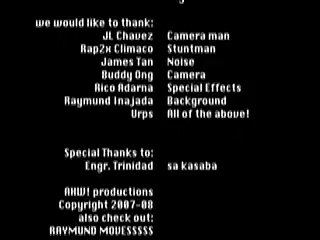 we would like to thank:
JL Chavez Camera man
Rap2x Climaco Stuntman
James Tan Noise
Buddy Ong Camera
Rico Adarna Special Effects
Raymund Inajada Background
Urps All of the above!
Special Thanks to:
Engr. Trinidad sa kasaba
AXW! productions
Copyright 2007-08
also check out:
RAYMUND MOVESSSSS